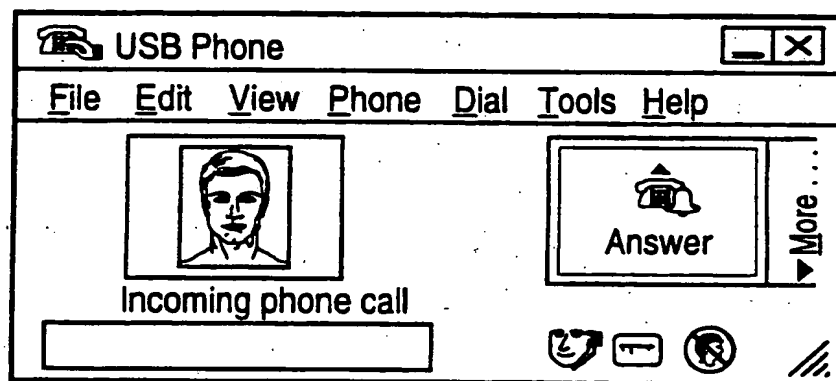 USB Phone
File Edit View Phone Dial Tools Help
Answer
More...
Incoming phone call